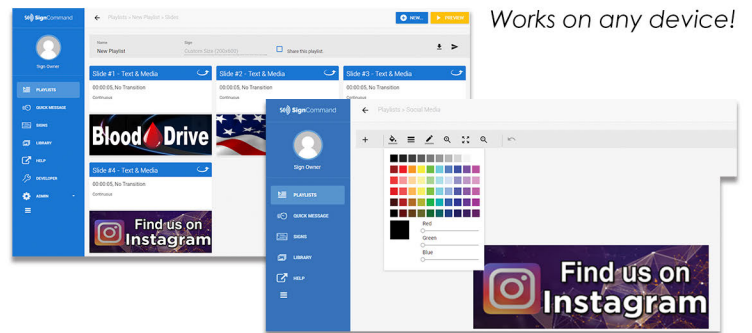 Works on any device!
SignCommand
Playlists » New Playlist » Slides
NEW...
PREVIEW
Sign Owner
Name
New Playlist
Sign
Custom Size (200x600)
Share this playlist.
PLAYLISTS
QUICK MESSAGE
SIGNS
LIBRARY
HELP
DEVELOPER
ADMIN
Slide #1 - Text & Media
00:00:05, No Transition
Continuous
Blood Drive
Slide #2 - Text & Media
00:00:05, No Transition
Continuous
Slide #3 - Text & Media
00:00:05, No Transition
Slide #4 - Text & Media
00:00:05, No Transition
Continuous
Find us on
Instagram
SignCommand
Playlists » Social Media
Sign Owner
PLAYLISTS
QUICK MESSAGE
SIGNS
LIBRARY
HELP
Red
Green
Blue
Find us on
Instagram